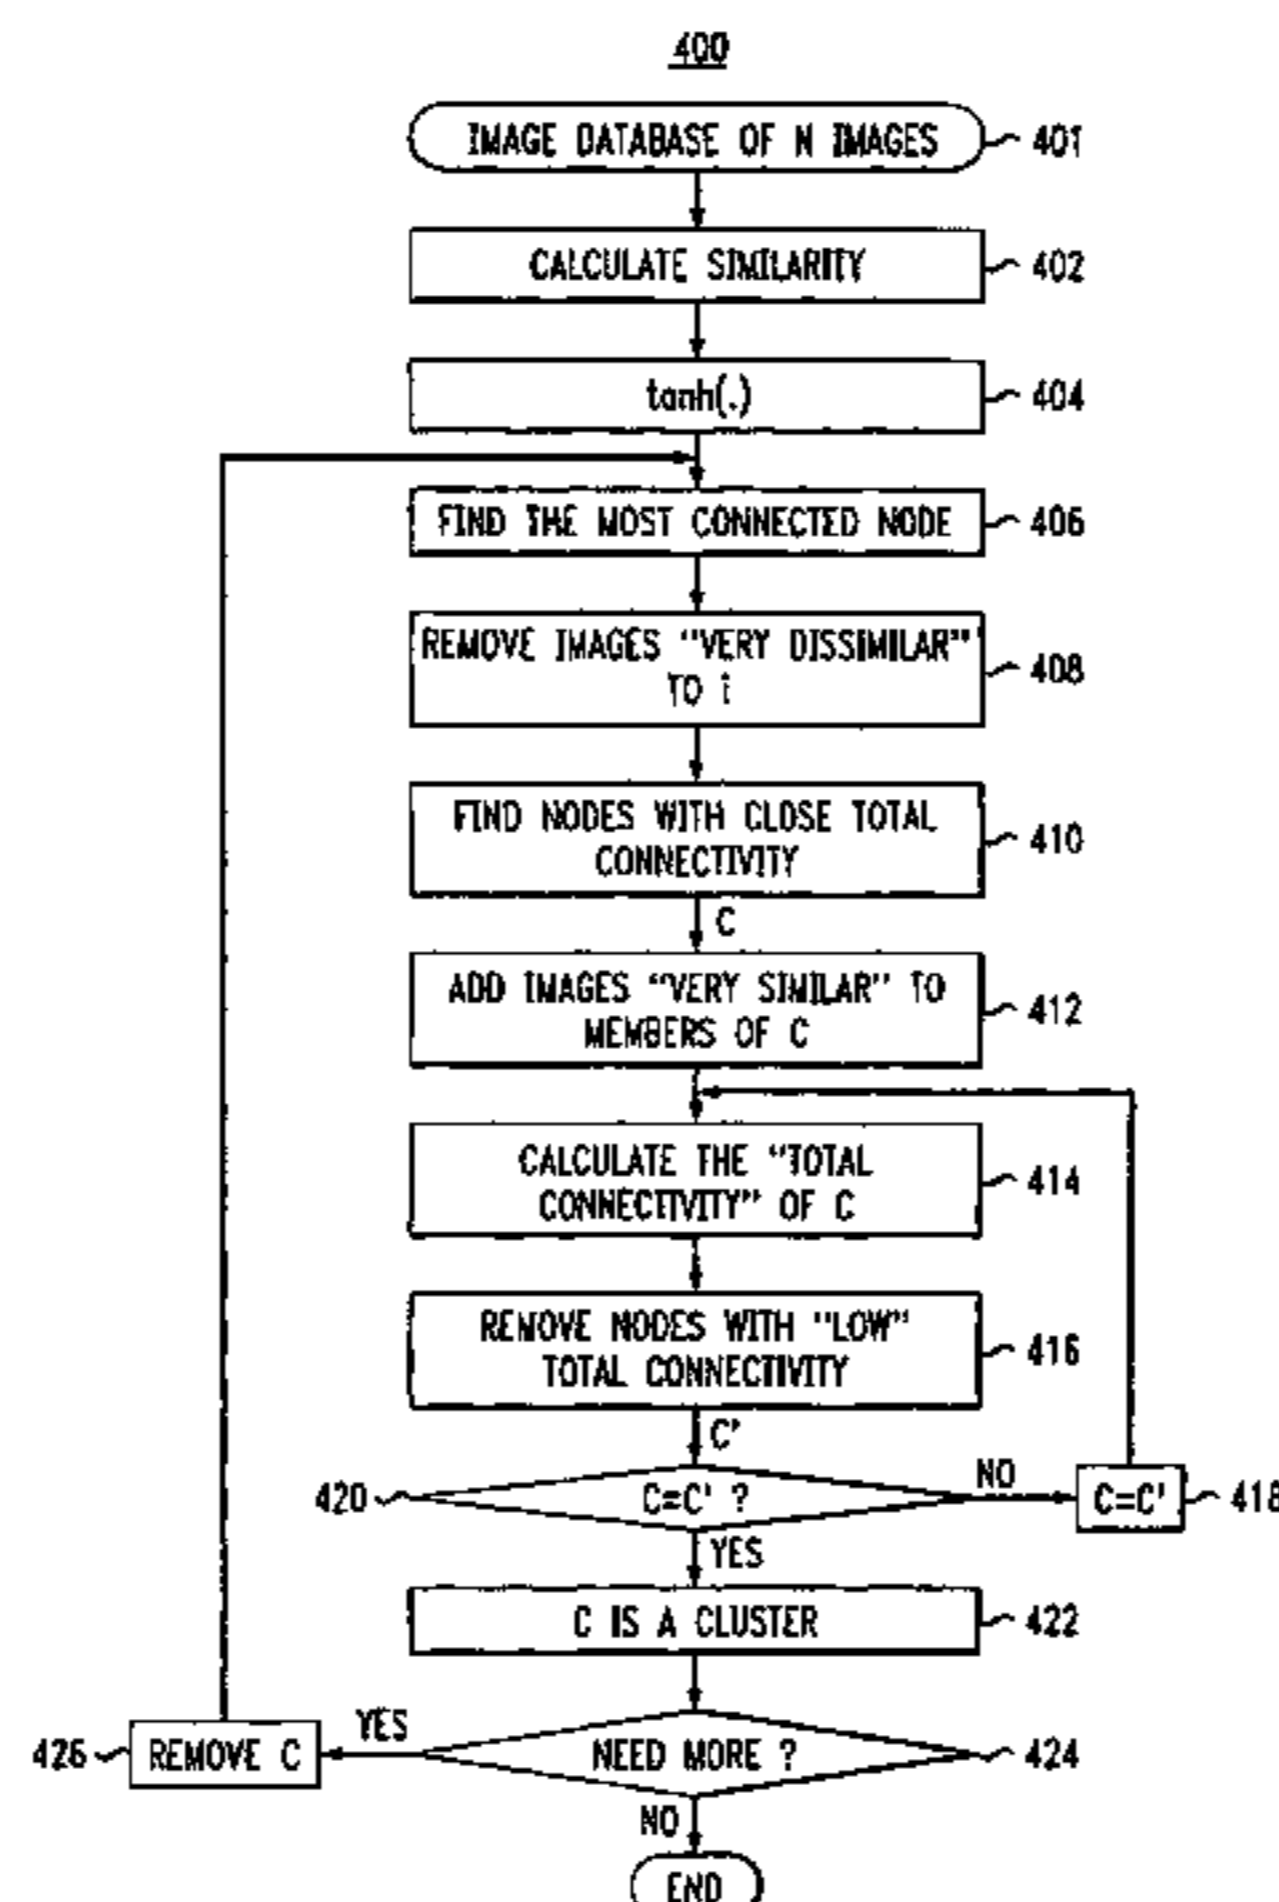 400
IMAGE DATABASE OF N IMAGES
401
CALCULATE SIMILARITY
402
tanh(.)
404
FIND THE MOST CONNECTED NODE
406
REMOVE IMAGES "VERY DISSIMILAR"
TO i
408
FIND NODES WITH CLOSE TOTAL
CONNECTIVITY
410
C
ADD IMAGES "VERY SIMILAR" TO
MEMBERS OF C
412
CALCULATE THE "TOTAL
CONNECTIVITY" OF C
414
REMOVE NODES WITH "LOW"
TOTAL CONNECTIVITY
416
C'
420
C=C' ?
NO
C=C'
418
YES
C IS A CLUSTER
422
426
REMOVE C
YES
NEED MORE ?
424
NO
END